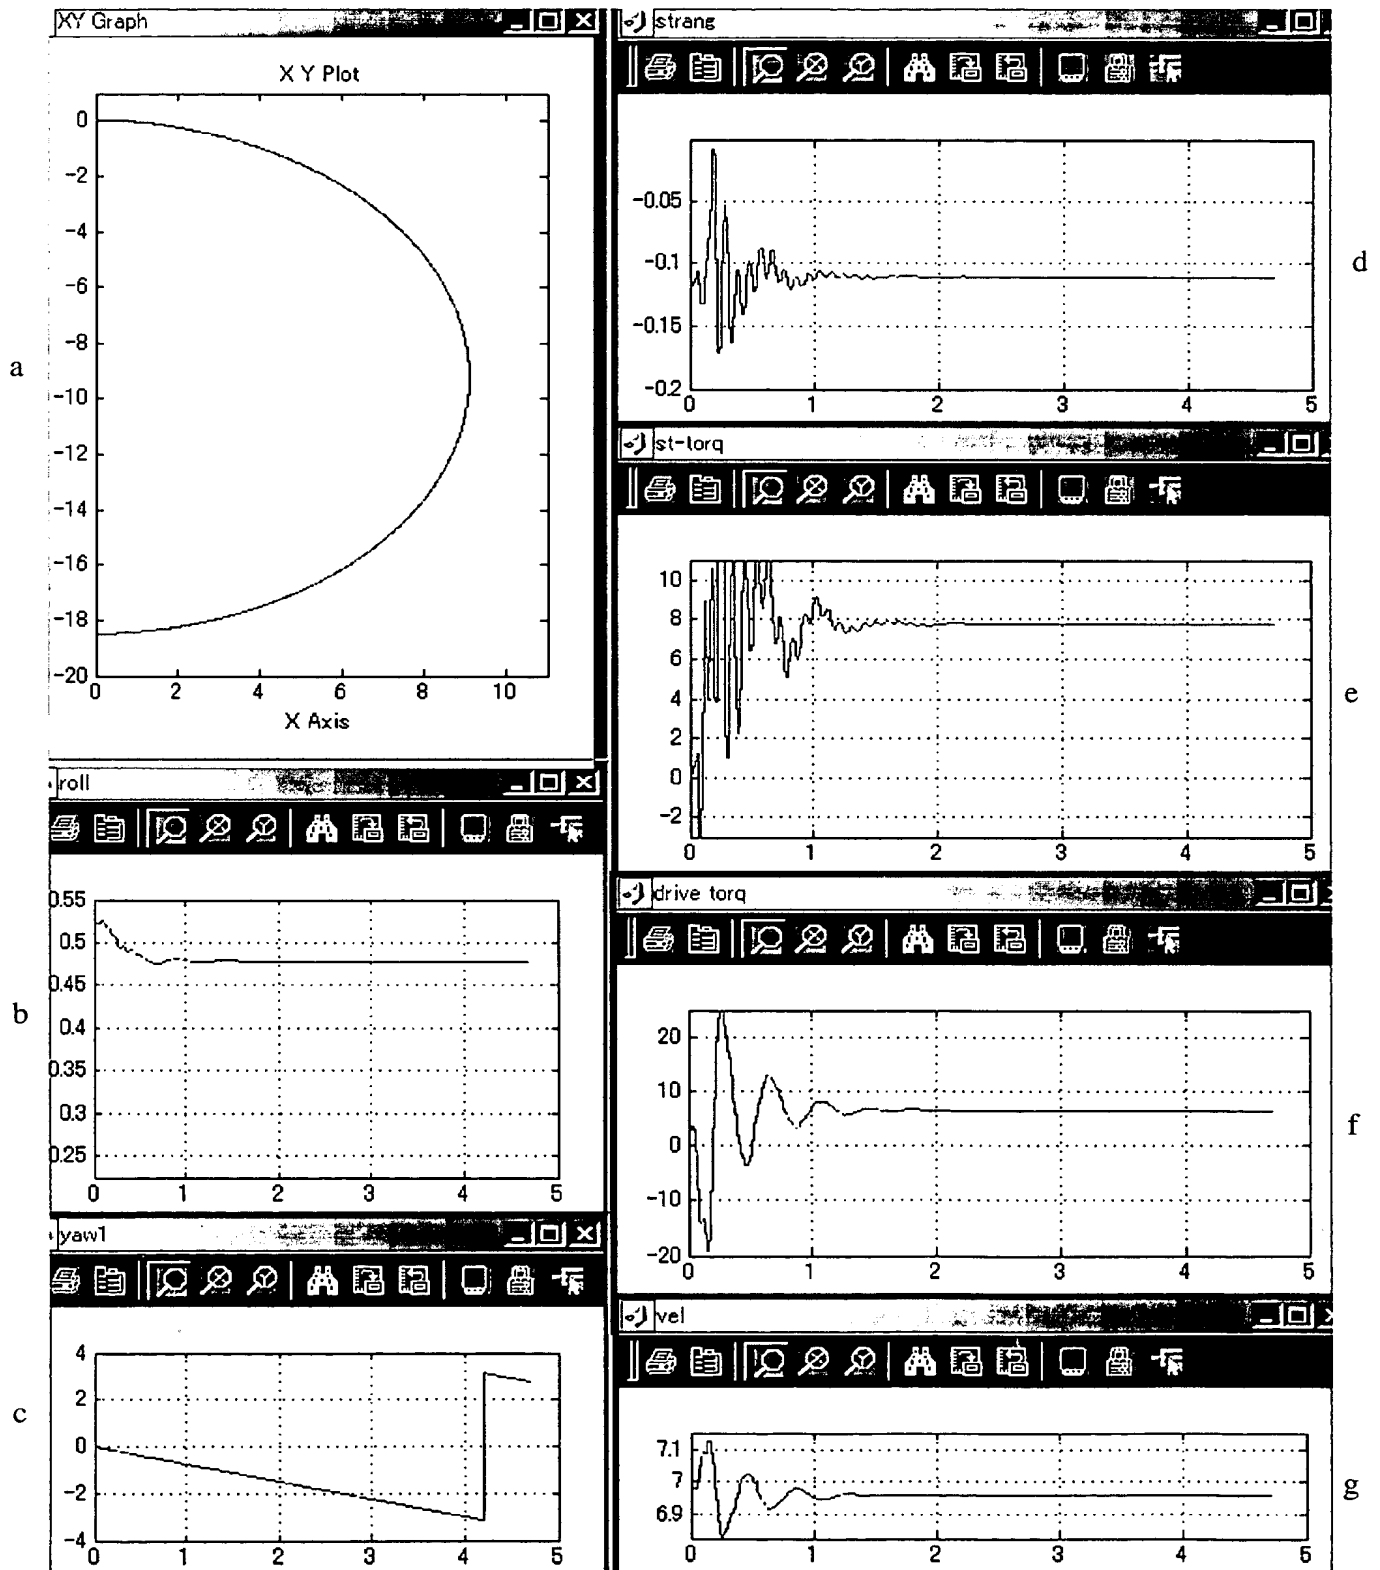 XY Graph
X Y Plot
0
-2
-4
-6
-8
-10
-12
-14
-16
-18
-20
0 2 4 6 8 10
X Axis
a
roll
0.55
0.5
0.45
0.4
0.35
0.3
0.25
0 1 2 3 4 5
b
yaw1
4
2
0
-2
-4
0 1 2 3 4 5
c
strang
-0.05
-0.1
-0.15
-0.2
0 1 2 3 4 5
d
st-torq
10
8
6
4
2
0
-2
0 1 2 3 4 5
e
drive torq
20
10
0
-10
-20
0 1 2 3 4 5
f
vel
7.1
7
6.9
0 1 2 3 4 5
g